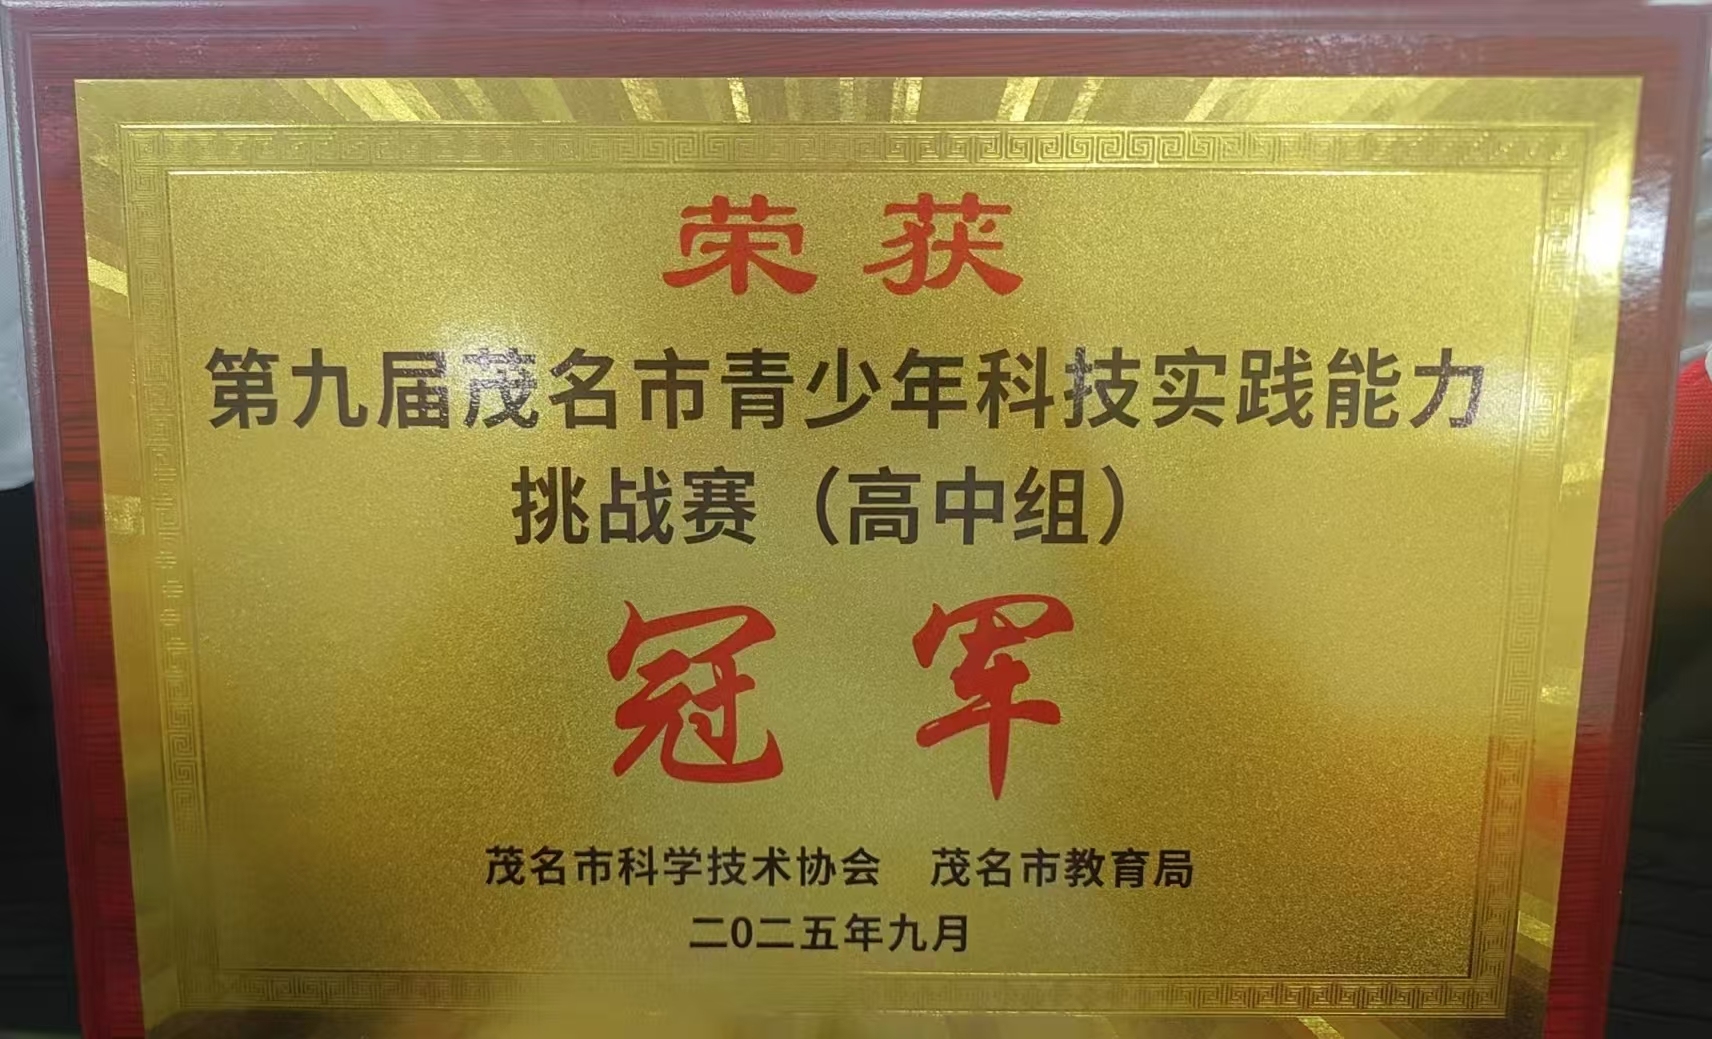 荣获
第九届茂名市青少年科技实践能力
挑战赛（高中组）
冠军
茂名市科学技术协会 茂名市教育局
二0二五年九月